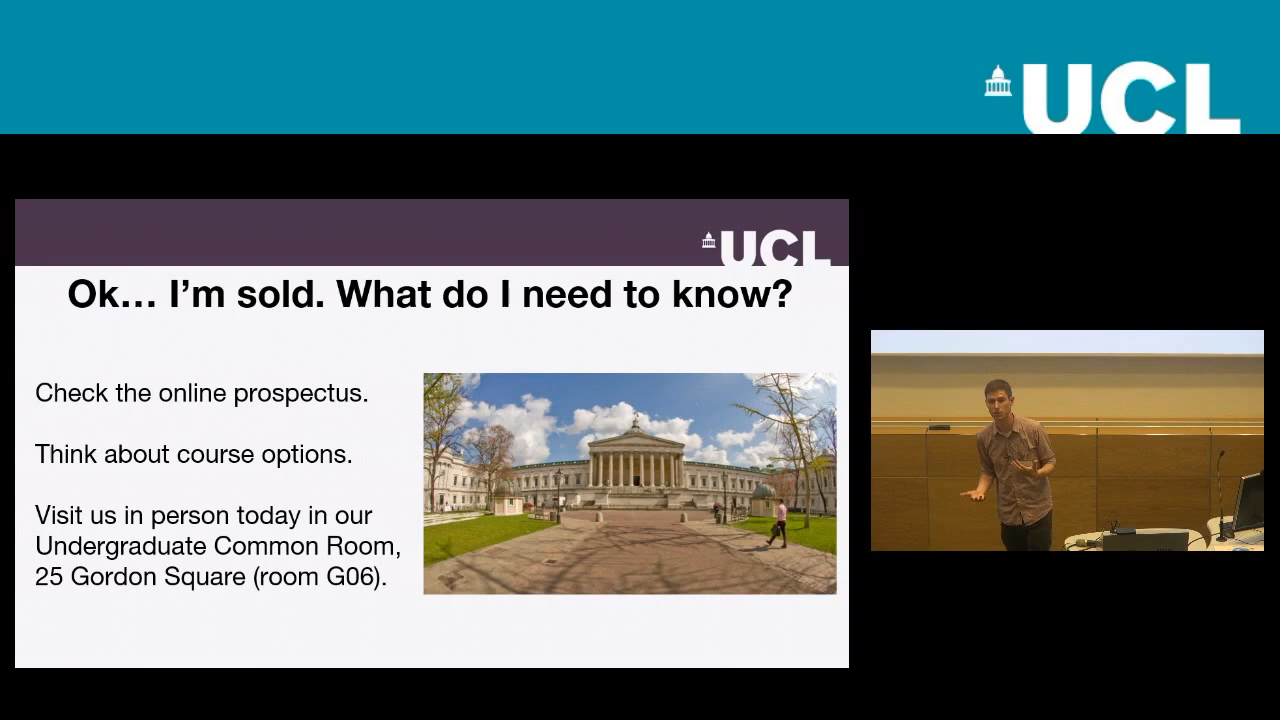 UCL
UCL
Ok... I'm sold. What do I need to know?
Check the online prospectus.
Think about course options.
Visit us in person today in our
Undergraduate Common Room,
25 Gordon Square (room G06).